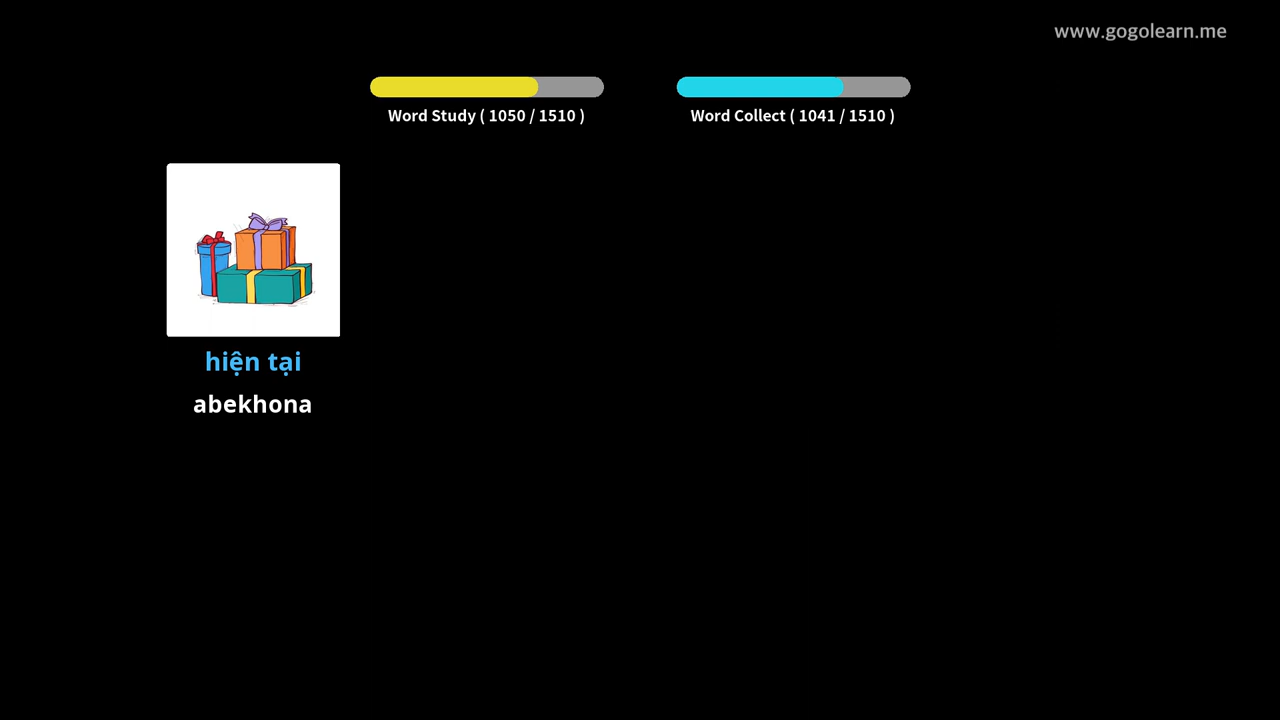 www.gogolearn.me
Word Study ( 1050 / 1510 )
Word Collect ( 1041 / 1510 )
hiện tại
abekhona